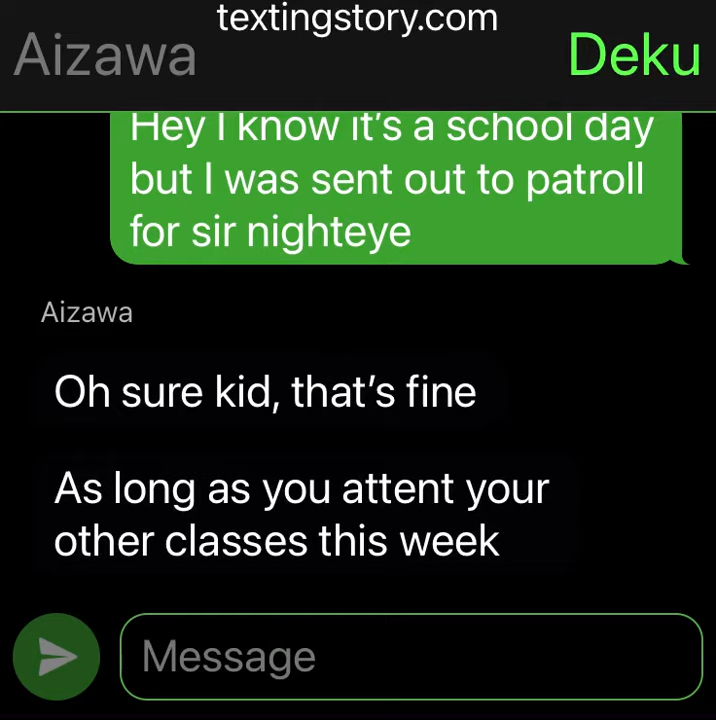 textingstory.com
Aizawa Deku
Hey I know it's a school day
but I was sent out to patroll
for sir nighteye
Aizawa
Oh sure kid, that's fine
As long as you attent your
other classes this week
Message